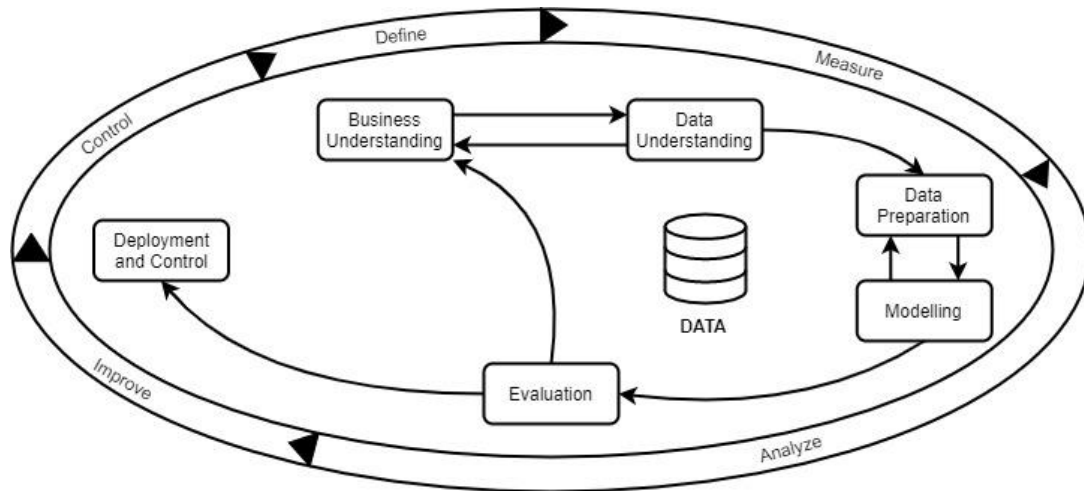 Define
Measure
Control
Business
Understanding
Data
Understanding
Data
Preparation
Deployment
and Control
DATA
Modelling
Evaluation
Improve
Analyze